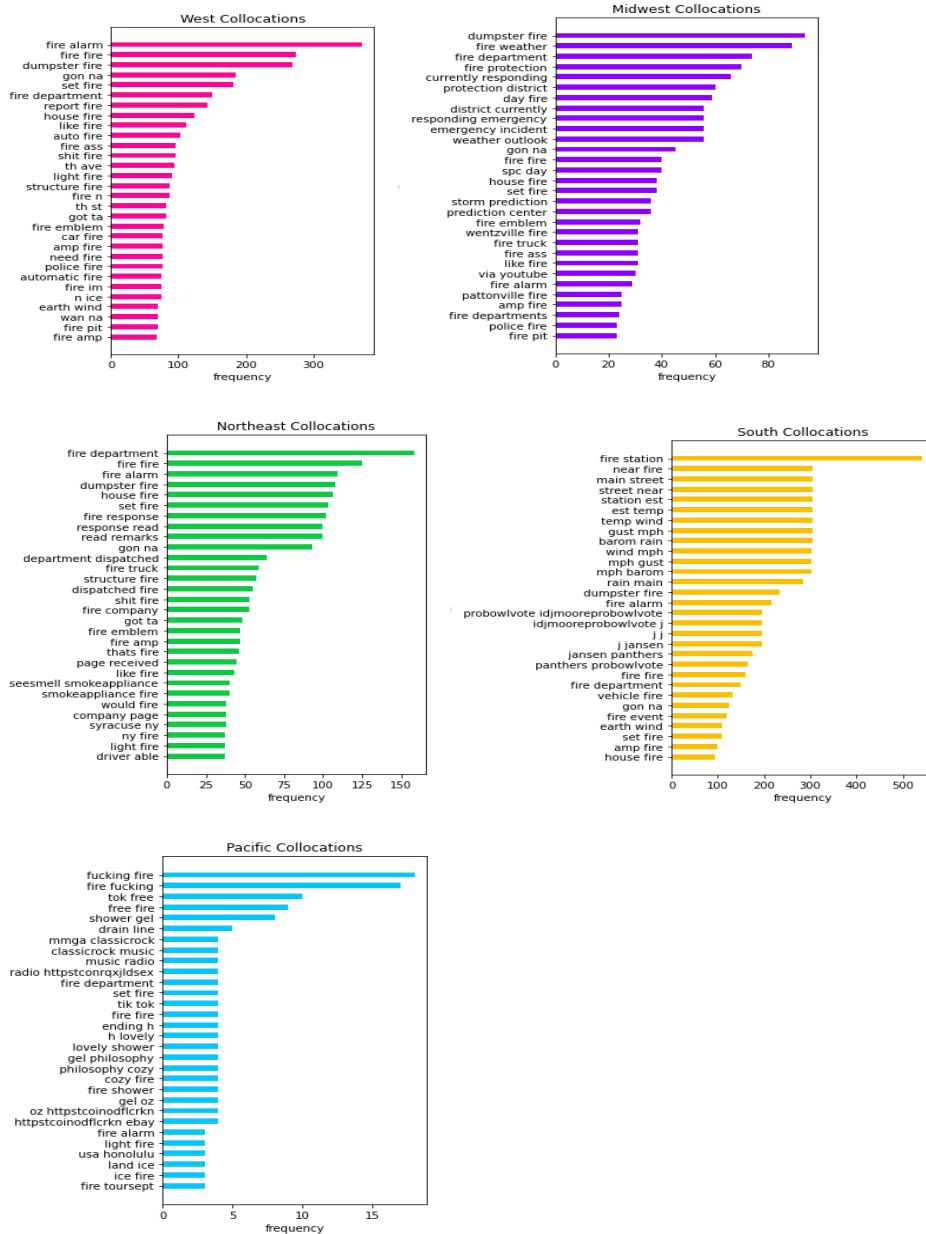 West Collocations
fire alarm
fire fire
dumpster fire
gon na
set fire
fire department
report fire
house fire
like fire
auto fire
fire ass
shit fire
th ave
light fire
structure fire
fire n
th st
got ta
fire emblem
car fire
amp fire
need fire
police fire
automatic fire
fire im
n ice
earth wind
wan na
fire pit
fire amp
0 100 200 300
frequency
Midwest Collocations
dumpster fire
fire weather
fire department
fire protection
currently responding
protection district
day fire
district currently
responding emergency
emergency incident
weather outlook
gon na
fire fire
spc day
house fire
set fire
storm prediction
prediction center
fire emblem
wentzville fire
fire truck
fire ass
like fire
via youtube
fire alarm
pattonville fire
amp fire
fire departments
police fire
fire pit
0 20 40 60 80
frequency
Northeast Collocations
fire department
fire fire
fire alarm
dumpster fire
house fire
set fire
fire response
response read
read remarks
gon na
department dispatched
fire truck
structure fire
dispatched fire
shit fire
fire company
got ta
fire emblem
fire amp
thats fire
page received
like fire
seesmell smokeappliance
smokeappliance fire
would fire
company page
syracuse ny
ny fire
light fire
driver able
0 25 50 75 100 125 150
frequency
South Collocations
fire station
near fire
main street
street near
station est
est temp
temp wind
gust mph
barom rain
wind mph
mph gust
mph barom
rain main
dumpster fire
fire alarm
probowlvote idjmooreprobowlvote
idjmooreprobowlvote j
j j
j jansen
jansen panthers
panthers probowlvote
fire fire
fire department
vehicle fire
gon na
fire event
earth wind
set fire
amp fire
house fire
0 100 200 300 400 500
frequency
Pacific Collocations
fucking fire
fire fucking
tok free
free fire
shower gel
drain line
mmga classicrock
classicrock music
music radio
radio httpstconrqxjldsex
fire department
set fire
tik tok
fire fire
ending h
h lovely
lovely shower
gel philosophy
philosophy cozy
cozy fire
fire shower
gel oz
oz httpstcoinodflcrkn
httpstcoinodflcrkn ebay
fire alarm
light fire
usa honolulu
land ice
ice fire
fire toursept
0 5 10 15
frequency